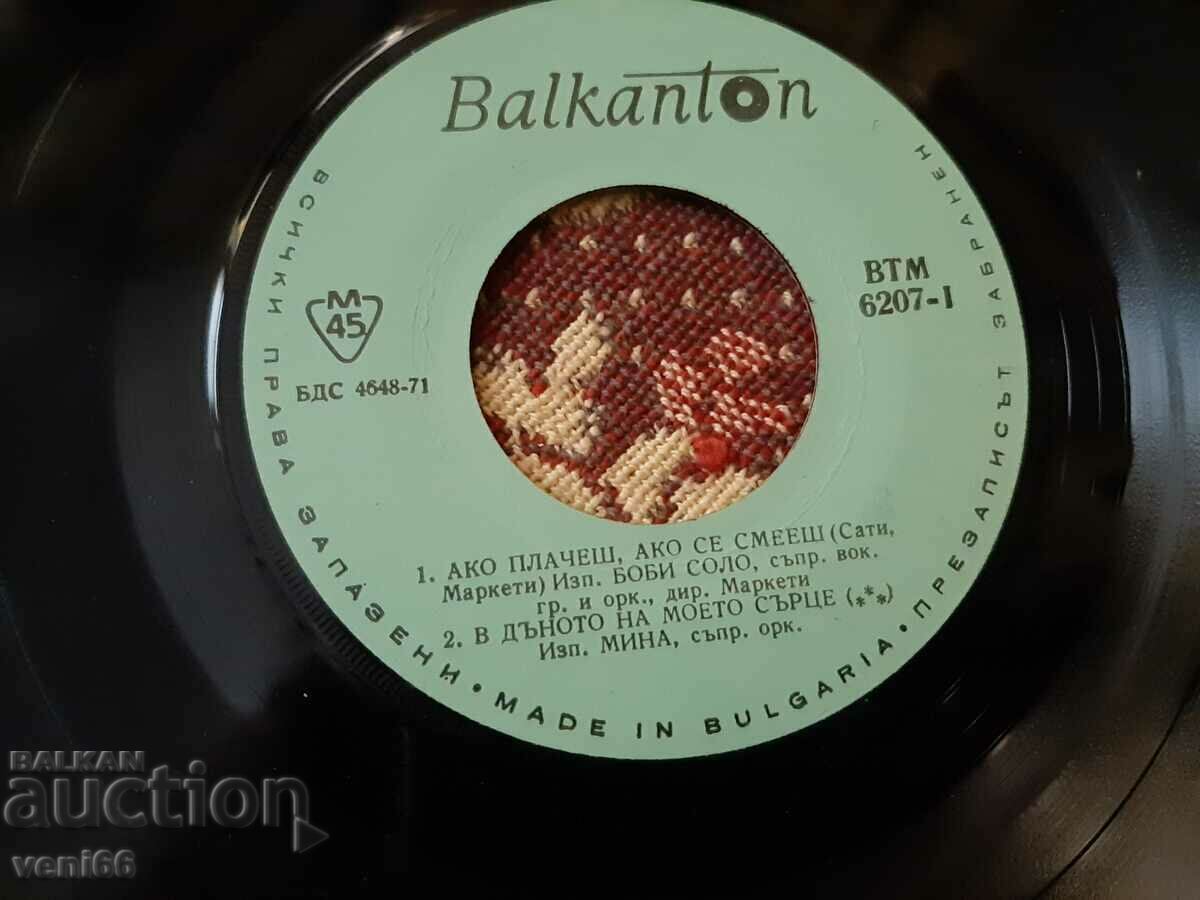 Balkanton
ВСИЧКИ ПРАВА ЗАПАЗЕНИ • MADE IN BULGARIA • ПРЕЗАПИСЪТ ЗАБРАНЕН
М
45
БДС 4648-71
ВТМ
6207-I
1. АКО ПЛАЧЕШ, АКО СЕ СМЕЕШ (Сати,
Маркети) Изп. БОБИ СОЛО, съпр. вок.
гр. и орк., дир. Маркети
2. В ДЪНОТО НА МОЕТО СЪРЦЕ (***)
Изп. МИНА, съпр. орк.
BALKAN
auction
veni66